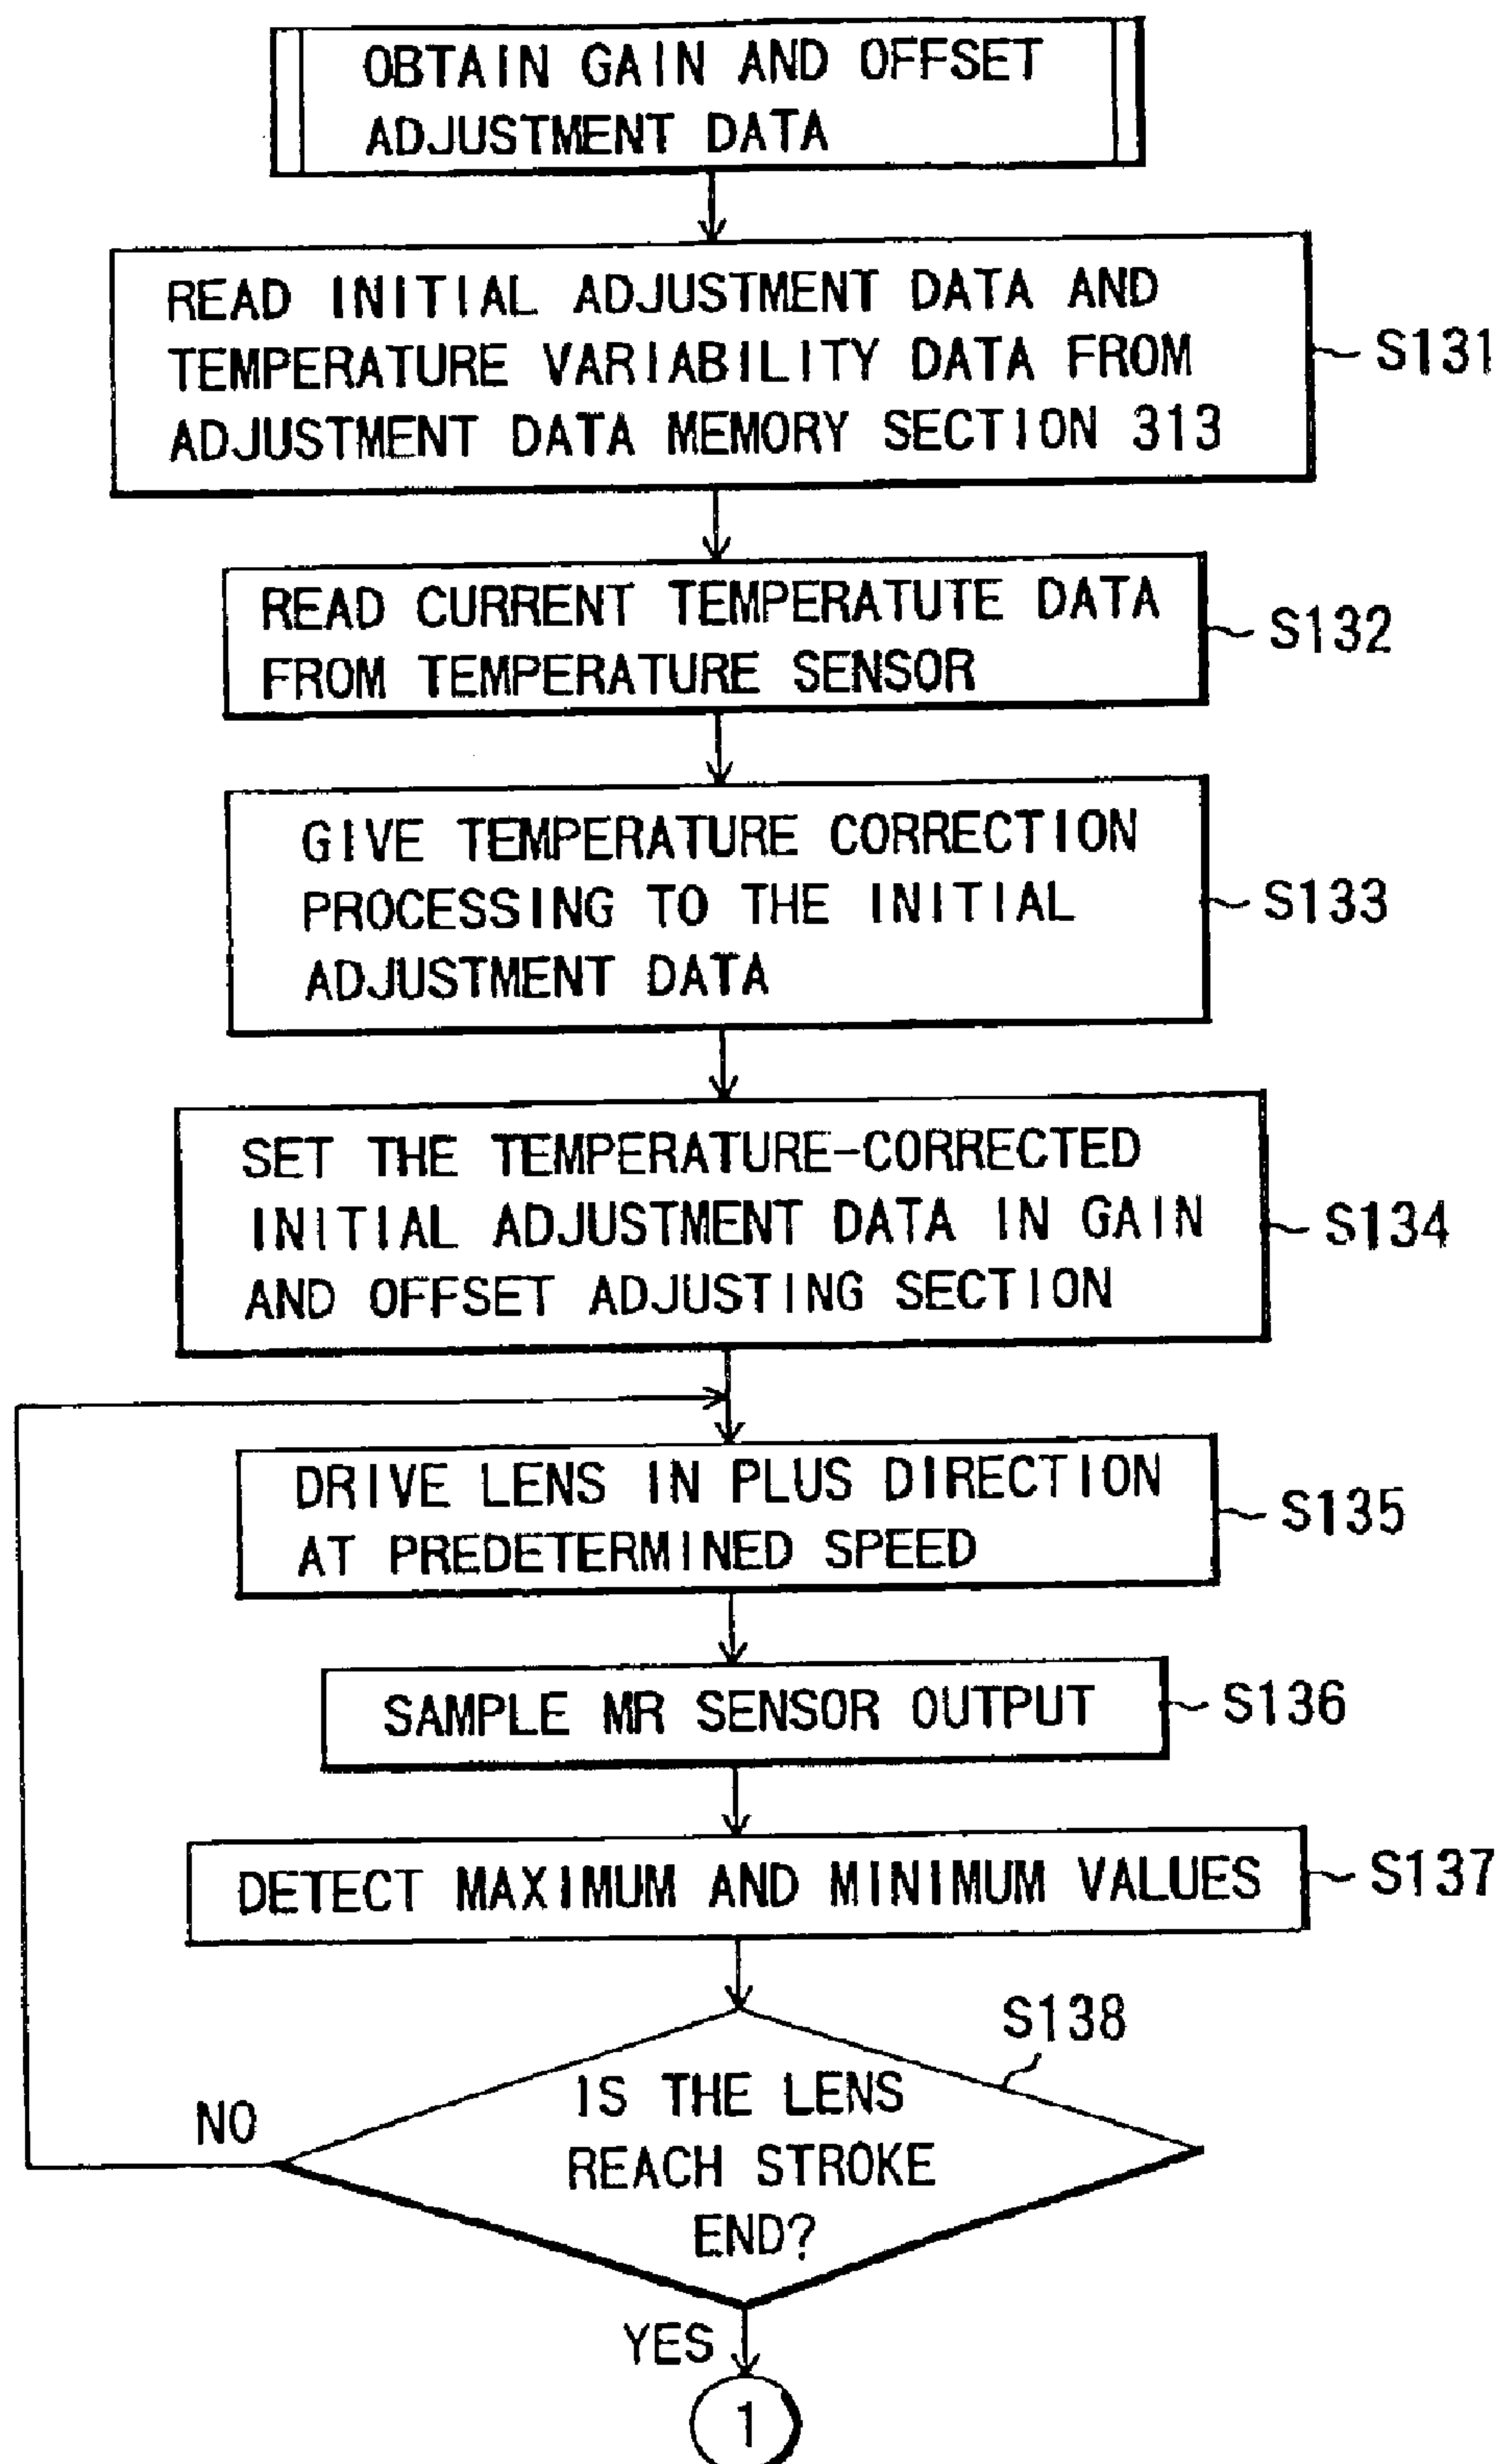 OBTAIN GAIN AND OFFSET
ADJUSTMENT DATA
READ INITIAL ADJUSTMENT DATA AND
TEMPERATURE VARIABILITY DATA FROM
ADJUSTMENT DATA MEMORY SECTION 313
S131
READ CURRENT TEMPERATUTE DATA
FROM TEMPERATURE SENSOR
S132
GIVE TEMPERATURE CORRECTION
PROCESSING TO THE INITIAL
ADJUSTMENT DATA
S133
SET THE TEMPERATURE-CORRECTED
INITIAL ADJUSTMENT DATA IN GAIN
AND OFFSET ADJUSTING SECTION
S134
DRIVE LENS IN PLUS DIRECTION
AT PREDETERMINED SPEED
S135
SAMPLE MR SENSOR OUTPUT
S136
DETECT MAXIMUM AND MINIMUM VALUES
S137
S138
IS THE LENS
REACH STROKE
END?
NO
YES
1